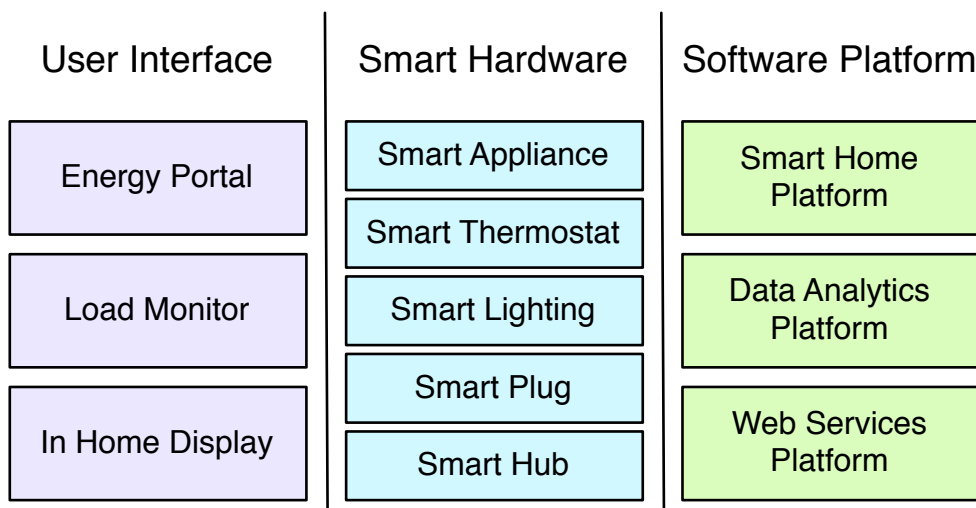 User Interface
Energy Portal
Load Monitor
In Home Display
Smart Hardware
Smart Appliance
Smart Thermostat
Smart Lighting
Smart Plug
Smart Hub
Software Platform
Smart Home
Platform
Data Analytics
Platform
Web Services
Platform